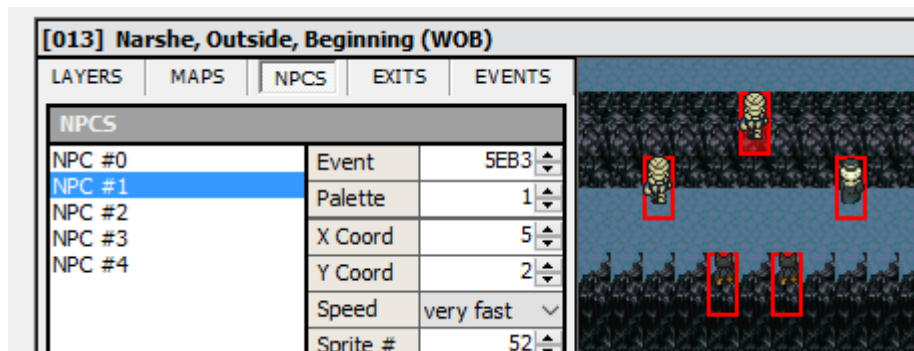 [013] Narshe, Outside, Beginning (WOB)
LAYERS MAPS NPCS EXITS EVENTS
NPCS
NPC #0
NPC #1
NPC #2
NPC #3
NPC #4
Event 5EB3
Palette 1
X Coord 5
Y Coord 2
Speed very fast
Sprite # 52